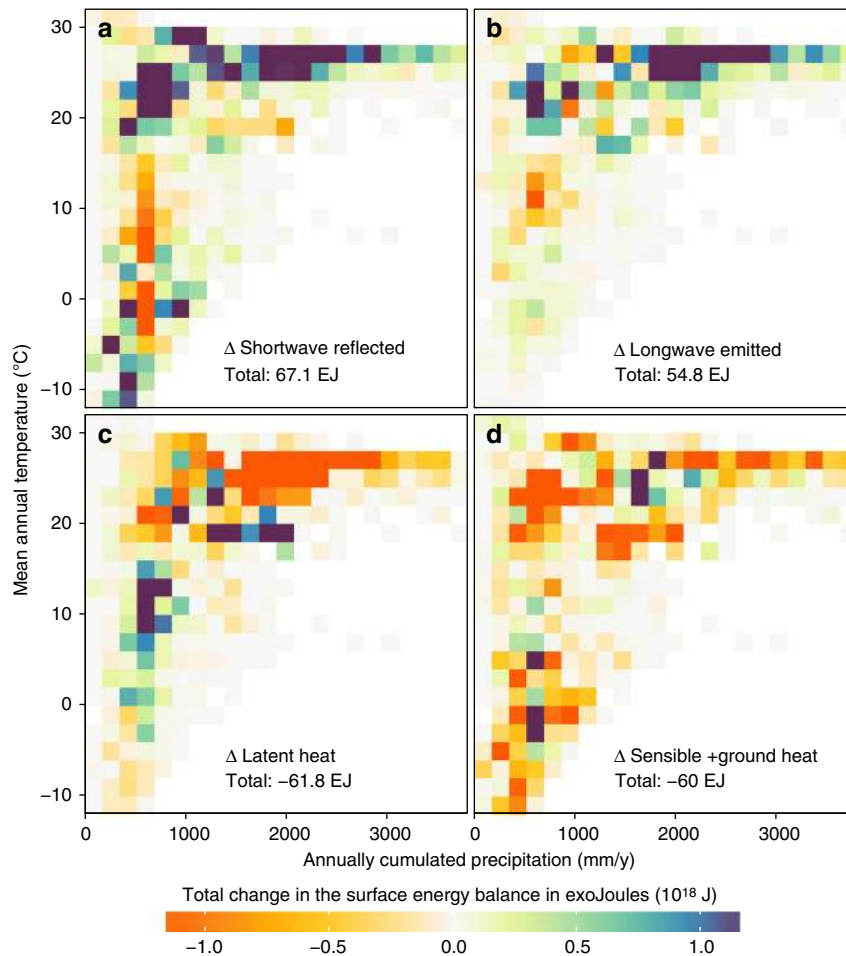 a
b
30
20
10
0
−10
Δ Shortwave reflected
Total: 67.1 EJ
Δ Longwave emitted
Total: 54.8 EJ
Mean annual temperature (°C)
c
d
30
20
10
0
−10
Δ Latent heat
Total: −61.8 EJ
Δ Sensible +ground heat
Total: −60 EJ
0 1000 2000 3000 0 1000 2000 3000
Annually cumulated precipitation (mm/y)
Total change in the surface energy balance in exoJoules (10¹⁸ J)
−1.0 −0.5 0.0 0.5 1.0